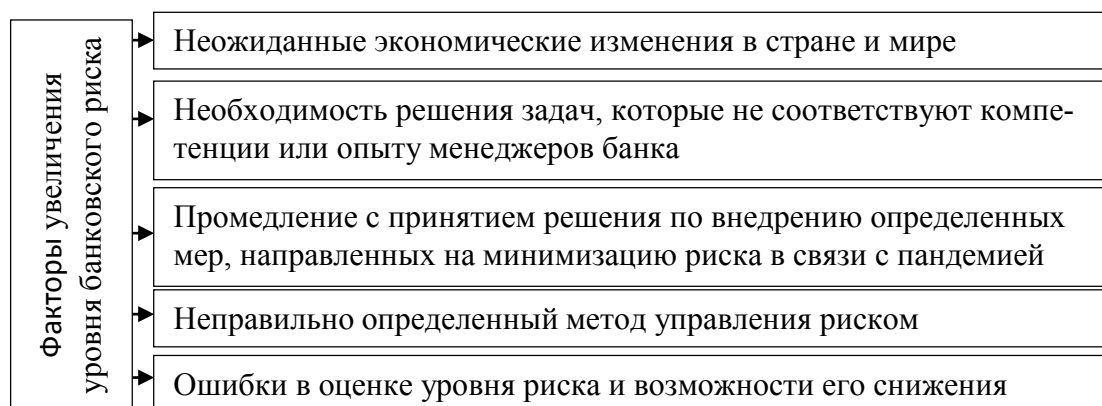 Факторы увеличения
уровня банковского риска
Неожиданные экономические изменения в стране и мире
Необходимость решения задач, которые не соответствуют компе-
тенции или опыту менеджеров банка
Промедление с принятием решения по внедрению определенных
мер, направленных на минимизацию риска в связи с пандемией
Неправильно определенный метод управления риском
Ошибки в оценке уровня риска и возможности его снижения